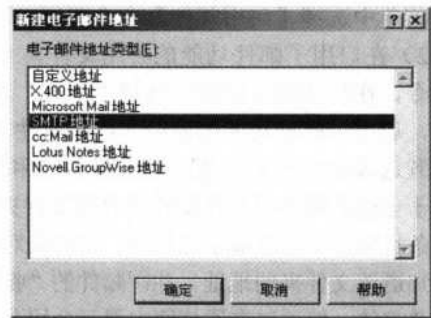 新建电子邮件地址
电子邮件地址类型(E):
自定义地址
X.400 地址
Microsoft Mail 地址
SMTP 地址
cc:Mail 地址
Lotus Notes 地址
Novell GroupWise 地址
确定 取消 帮助